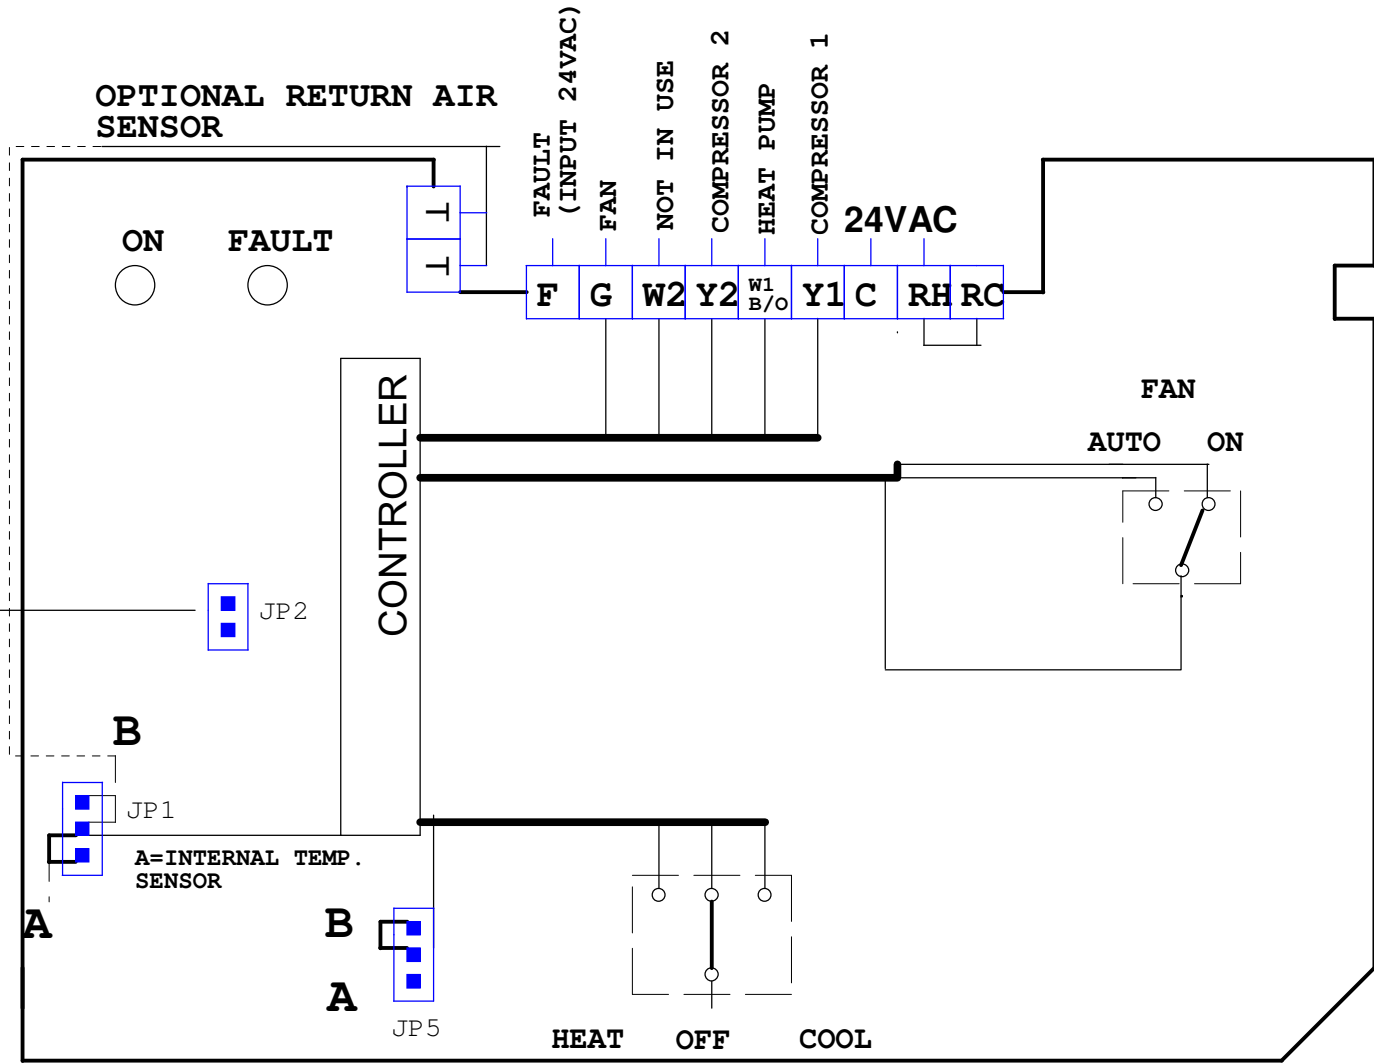 OPTIONAL RETURN AIR
SENSOR
FAULT
(INPUT 24VAC)
FAN
NOT IN USE
COMPRESSOR 2
HEAT PUMP
COMPRESSOR 1
24VAC
ON FAULT
T
T
F G W2 Y2 W1 B/O Y1 C RH RC
CONTROLLER
FAN
AUTO ON
JP2
B
JP1
A=INTERNAL TEMP.
SENSOR
A
B
A
JP5
HEAT OFF COOL